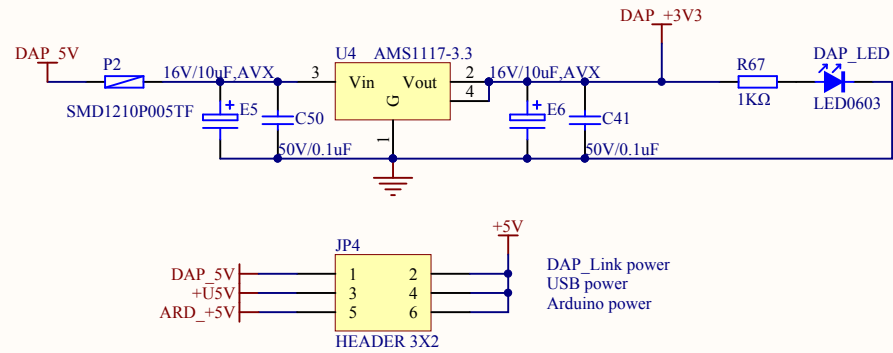 DAP_+3V3
DAP_5V
P2
SMD1210P005TF
16V/10uF,AVX
E5
C50
50V/0.1uF
U4
AMS1117-3.3
3
Vin
Vout
2
4
G
1
16V/10uF,AVX
E6
C41
50V/0.1uF
R67
1KΩ
DAP_LED
LED0603
+5V
JP4
DAP_5V
1
2
DAP_Link power
+U5V
3
4
USB power
ARD_+5V
5
6
Arduino power
HEADER 3X2